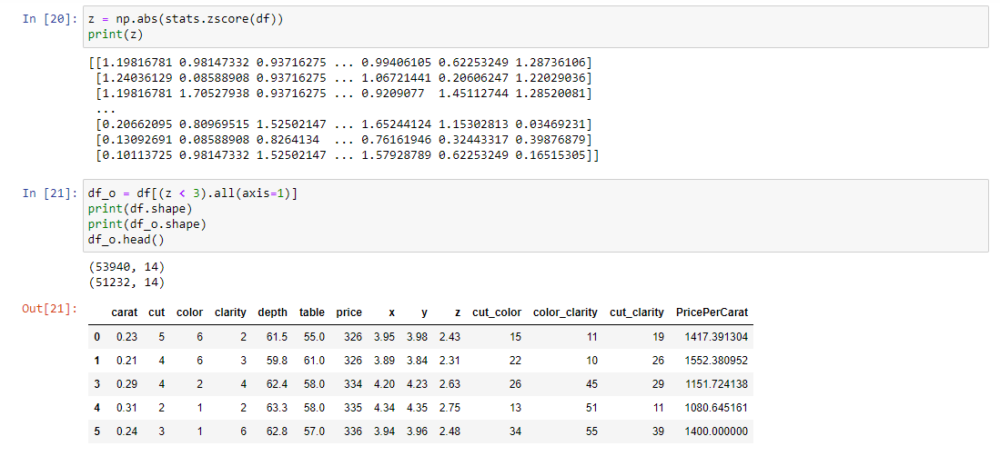 In [20]: z = np.abs(stats.zscore(df))
print(z)
[[1.19816781 0.98147332 0.93716275 ... 0.99406105 0.62253249 1.28736106]
[1.24036129 0.08588908 0.93716275 ... 1.06721441 0.20606247 1.22029036]
[1.19816781 1.70527938 0.93716275 ... 0.9209077 1.45112744 1.28520081]
...
[0.20662095 0.80969515 1.52502147 ... 1.65244124 1.15302813 0.03469231]
[0.13092691 0.08588908 0.8264134 ... 0.76161946 0.32443317 0.39876879]
[0.10113725 0.98147332 1.52502147 ... 1.57928789 0.62253249 0.16515305]]
In [21]: df_o = df[(z < 3).all(axis=1)]
print(df.shape)
print(df_o.shape)
df_o.head()
(53940, 14)
(51232, 14)
Out[21]:
carat cut color clarity depth table price x y z cut_color color_clarity cut_clarity PricePerCarat
0 0.23 5 6 2 61.5 55.0 326 3.95 3.98 2.43 15 11 19 1417.391304
1 0.21 4 6 3 59.8 61.0 326 3.89 3.84 2.31 22 10 26 1552.380952
3 0.29 4 2 4 62.4 58.0 334 4.20 4.23 2.63 26 45 29 1151.724138
4 0.31 2 1 2 63.3 58.0 335 4.34 4.35 2.75 13 51 11 1080.645161
5 0.24 3 1 6 62.8 57.0 336 3.94 3.96 2.48 34 55 39 1400.000000